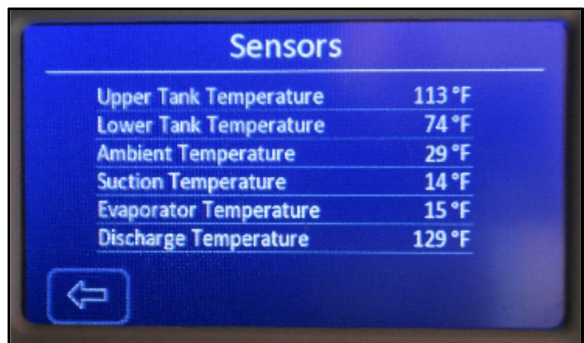 Sensors
Upper Tank Temperature 113 °F
Lower Tank Temperature 74 °F
Ambient Temperature 29 °F
Suction Temperature 14 °F
Evaporator Temperature 15 °F
Discharge Temperature 129 °F